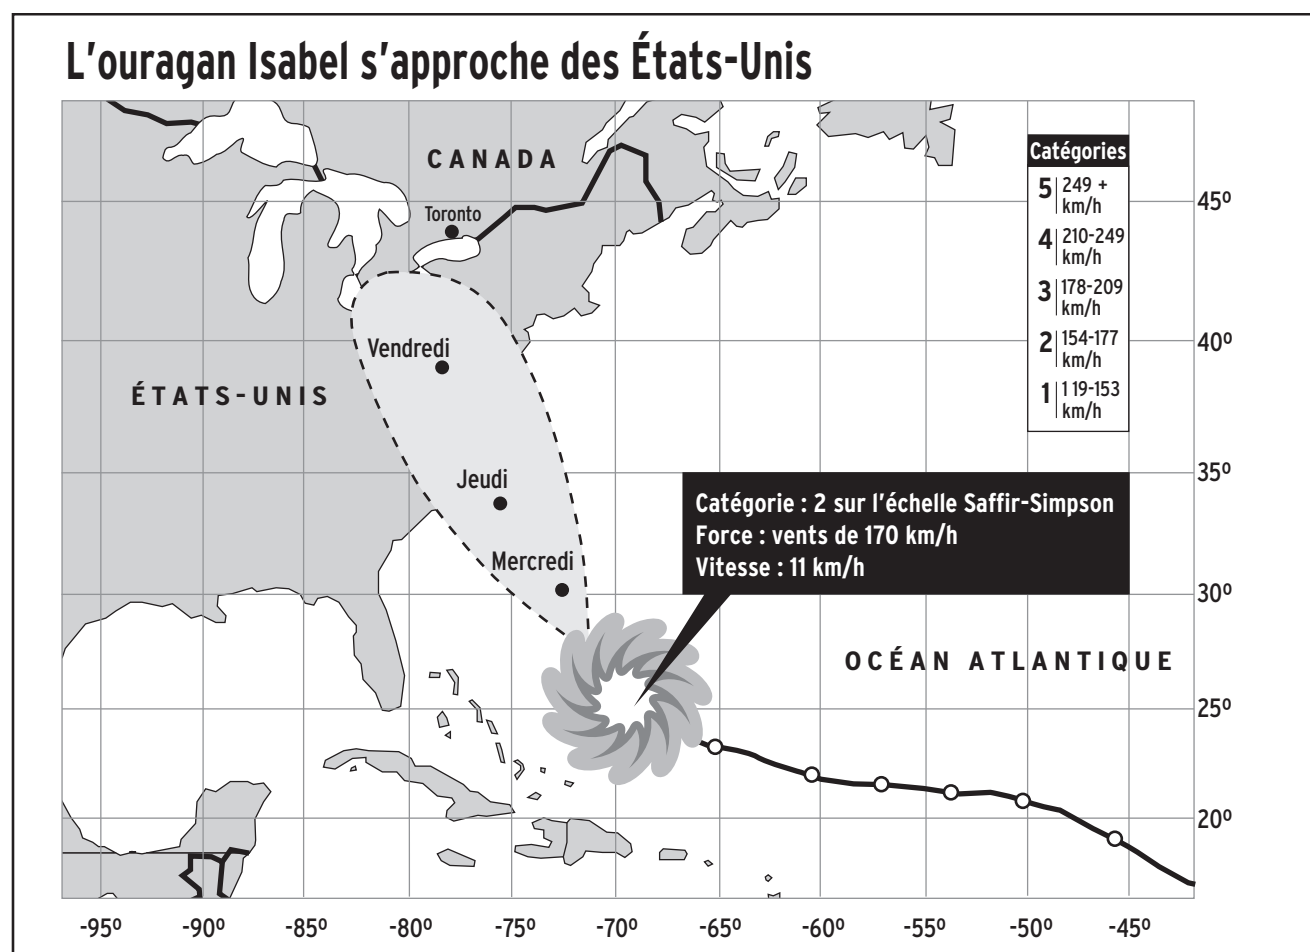 L'ouragan Isabel s'approche des États-Unis
CANADA
Toronto
Catégories
5 249 +
km/h
4 210-249
km/h
3 178-209
km/h
2 154-177
km/h
1 119-153
km/h
45º
40º
35º
30º
25º
20º
Vendredi
ÉTATS-UNIS
Jeudi
Mercredi
Catégorie : 2 sur l'échelle Saffir-Simpson
Force : vents de 170 km/h
Vitesse : 11 km/h
OCÉAN ATLANTIQUE
-95º -90º -85º -80º -75º -70º -65º -60º -55º -50º -45º